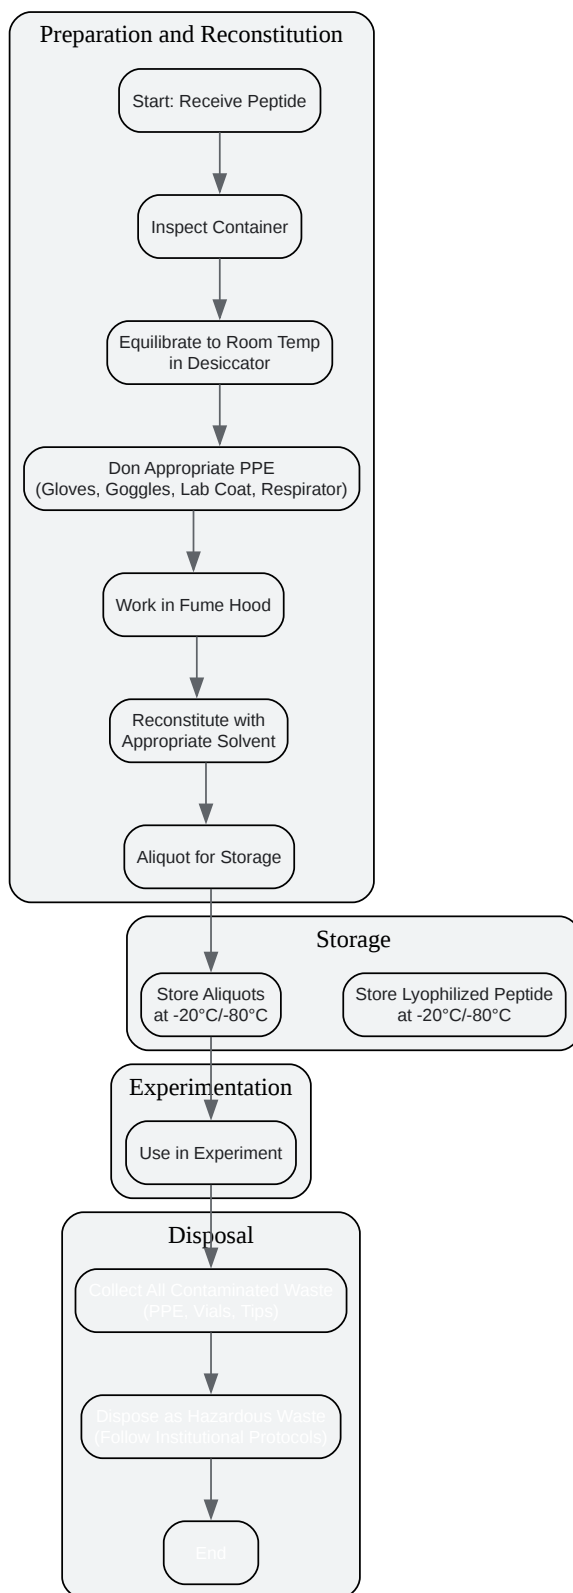 Preparation and Reconstitution
Start: Receive Peptide
Inspect Container
Equilibrate to Room Temp
in Desiccator
Don Appropriate PPE
(Gloves, Goggles, Lab Coat, Respirator)
Work in Fume Hood
Reconstitute with
Appropriate Solvent
Aliquot for Storage
Storage
Store Aliquots
at -20°C/-80°C
Store Lyophilized Peptide
at -20°C/-80°C
Experimentation
Use in Experiment
Disposal
Collect All Contaminated Waste
(PPE, Vials, Tips)
Dispose as Hazardous Waste
(Follow Institutional Protocols)
End